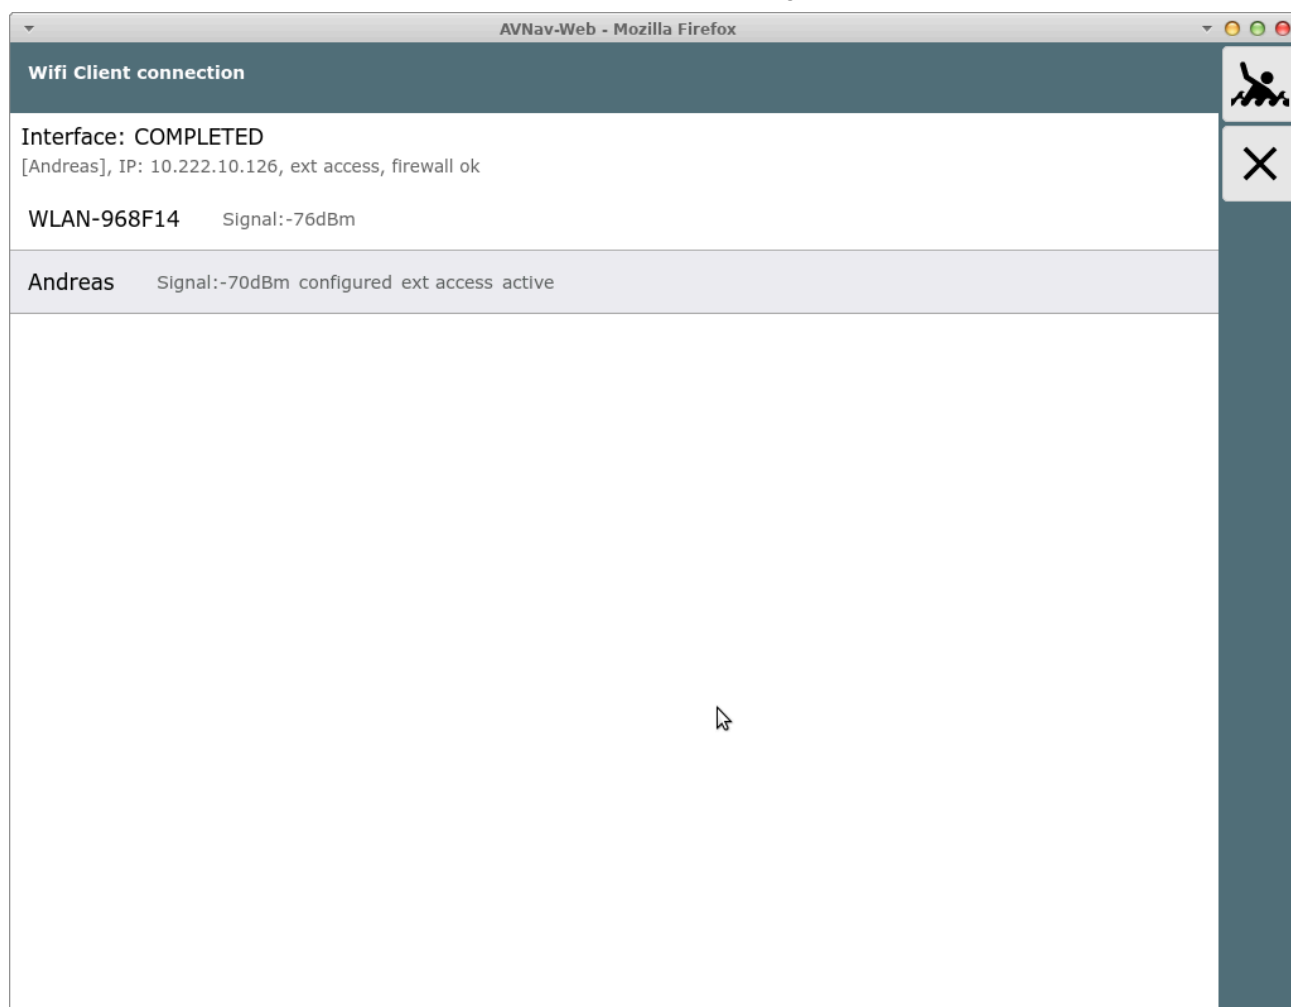 AVNav-Web - Mozilla Firefox
Wifi Client connection
Interface: COMPLETED
[Andreas], IP: 10.222.10.126, ext access, firewall ok
WLAN-968F14 Signal:-76dBm
Andreas Signal:-70dBm configured ext access active